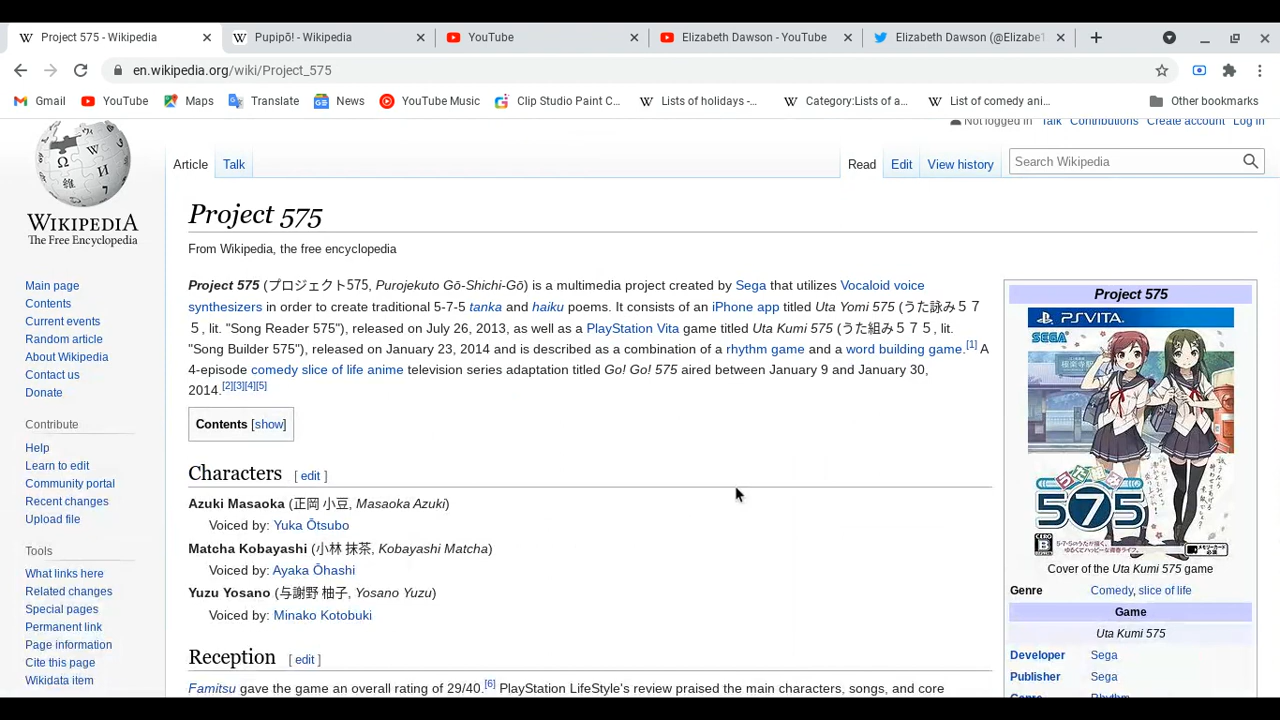 Project 575 - Wikipedia
Pupipō! - Wikipedia
YouTube
Elizabeth Dawson - YouTube
Elizabeth Dawson (@Elizabe1
en.wikipedia.org/wiki/Project_575
Gmail
YouTube
Maps
Translate
News
YouTube Music
Clip Studio Paint C...
Lists of holidays -...
Category:Lists of a...
List of comedy ani...
Other bookmarks
Not logged in Talk Contributions Create account Log in
WIKIPEDIA
The Free Encyclopedia
Article
Talk
Read
Edit
View history
Search Wikipedia
Main page
Contents
Current events
Random article
About Wikipedia
Contact us
Donate
Contribute
Help
Learn to edit
Community portal
Recent changes
Upload file
Tools
What links here
Related changes
Special pages
Permanent link
Page information
Cite this page
Wikidata item
Project 575
From Wikipedia, the free encyclopedia
Project 575 (プロジェクト575, Purojekuto Gō-Shichi-Gō) is a multimedia project created by Sega that utilizes Vocaloid voice
synthesizers in order to create traditional 5-7-5 tanka and haiku poems. It consists of an iPhone app titled Uta Yomi 575 (うた詠み５７
５, lit. "Song Reader 575"), released on July 26, 2013, as well as a PlayStation Vita game titled Uta Kumi 575 (うた組み５７５, lit.
"Song Builder 575"), released on January 23, 2014 and is described as a combination of a rhythm game and a word building game.[1] A
4-episode comedy slice of life anime television series adaptation titled Go! Go! 575 aired between January 9 and January 30,
2014.[2][3][4][5]
Contents [show]
Characters [ edit ]
Azuki Masaoka (正岡 小豆, Masaoka Azuki)
Voiced by: Yuka Ōtsubo
Matcha Kobayashi (小林 抹茶, Kobayashi Matcha)
Voiced by: Ayaka Ōhashi
Yuzu Yosano (与謝野 柚子, Yosano Yuzu)
Voiced by: Minako Kotobuki
Reception [ edit ]
Famitsu gave the game an overall rating of 29/40.[6] PlayStation LifeStyle's review praised the main characters, songs, and core
Project 575
PSVITA
SEGA
うた組み
575
Cover of the Uta Kumi 575 game
Genre Comedy, slice of life
Game
Uta Kumi 575
Developer Sega
Publisher Sega
Genre Rhythm